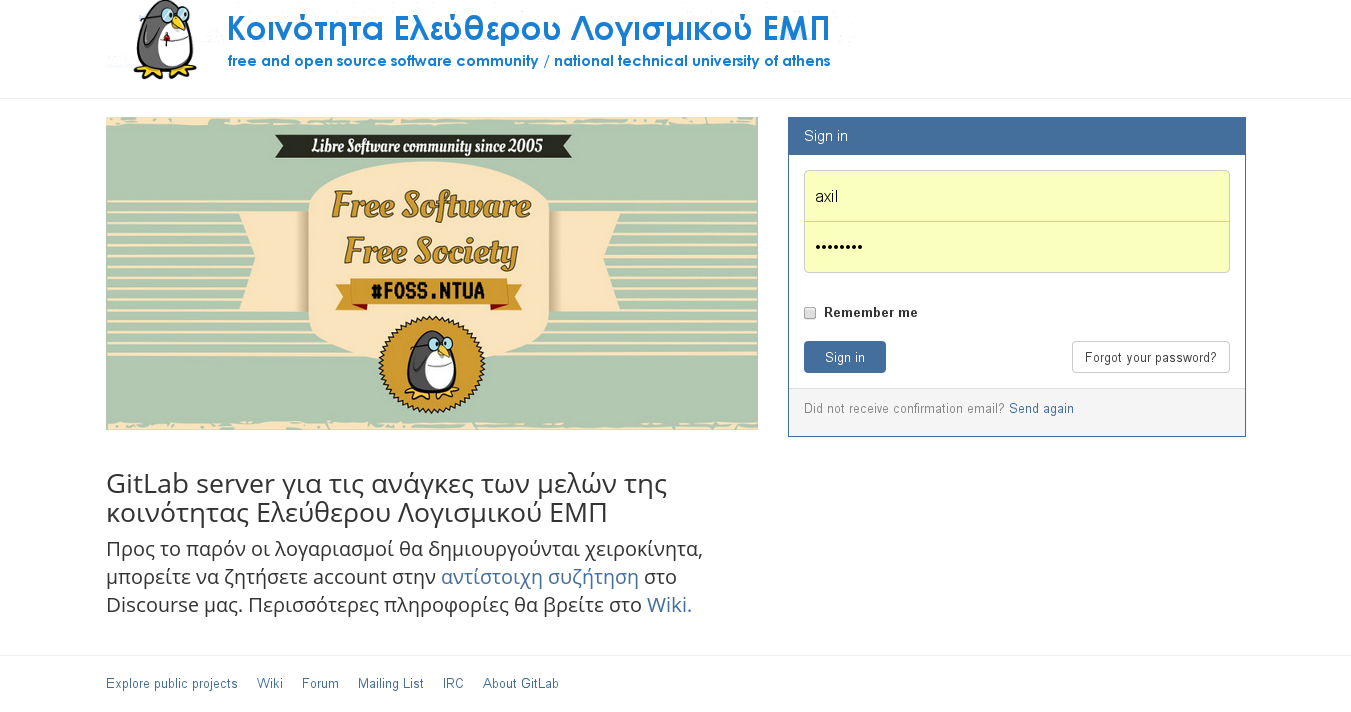 Κοινότητα Ελεύθερου Λογισμικού ΕΜΠ
free and open source software community / national technical university of athens
Libre Software community since 2005
Free Software
Free Society
#FOSS.NTUA
Sign in
axil
••••••••
Remember me
Sign in
Forgot your password?
Did not receive confirmation email? Send again
GitLab server για τις ανάγκες των μελών της
κοινότητας Ελεύθερου Λογισμικού ΕΜΠ
Προς το παρόν οι λογαριασμοί θα δημιουργούνται χειροκίνητα,
μπορείτε να ζητήσετε account στην αντίστοιχη συζήτηση στο
Discourse μας. Περισσότερες πληροφορίες θα βρείτε στο Wiki.
Explore public projects Wiki Forum Mailing List IRC About GitLab